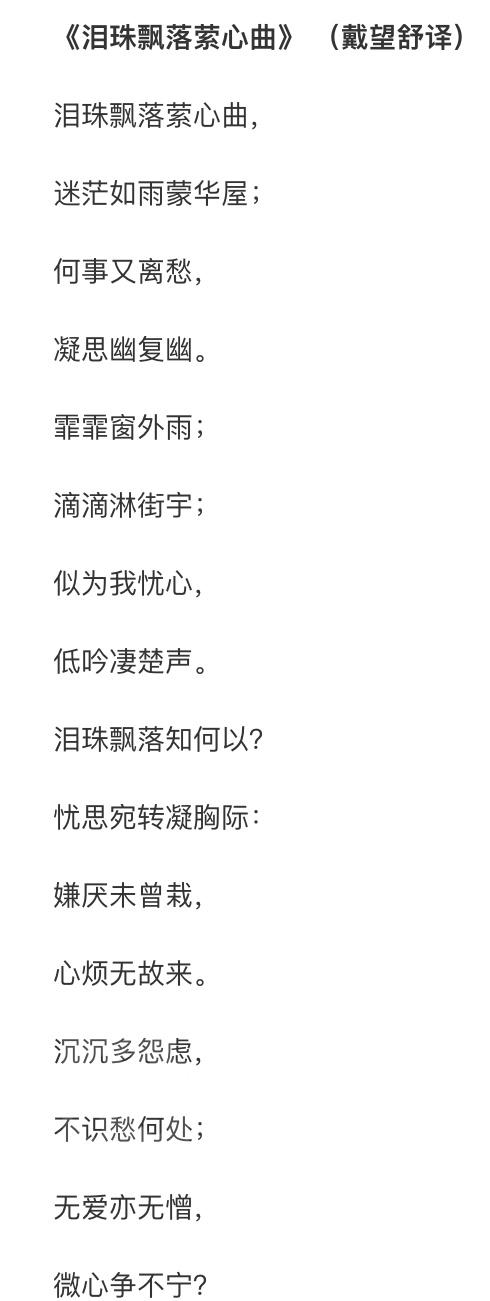 《泪珠飘落萦心曲》 （戴望舒译）
泪珠飘落萦心曲，
迷茫如雨蒙华屋；
何事又离愁，
凝思幽复幽。
霏霏窗外雨；
滴滴淋街宇；
似为我忧心，
低吟凄楚声。
泪珠飘落知何以？
忧思宛转凝胸际：
嫌厌未曾栽，
心烦无故来。
沉沉多怨虑，
不识愁何处；
无爱亦无憎，
微心争不宁？